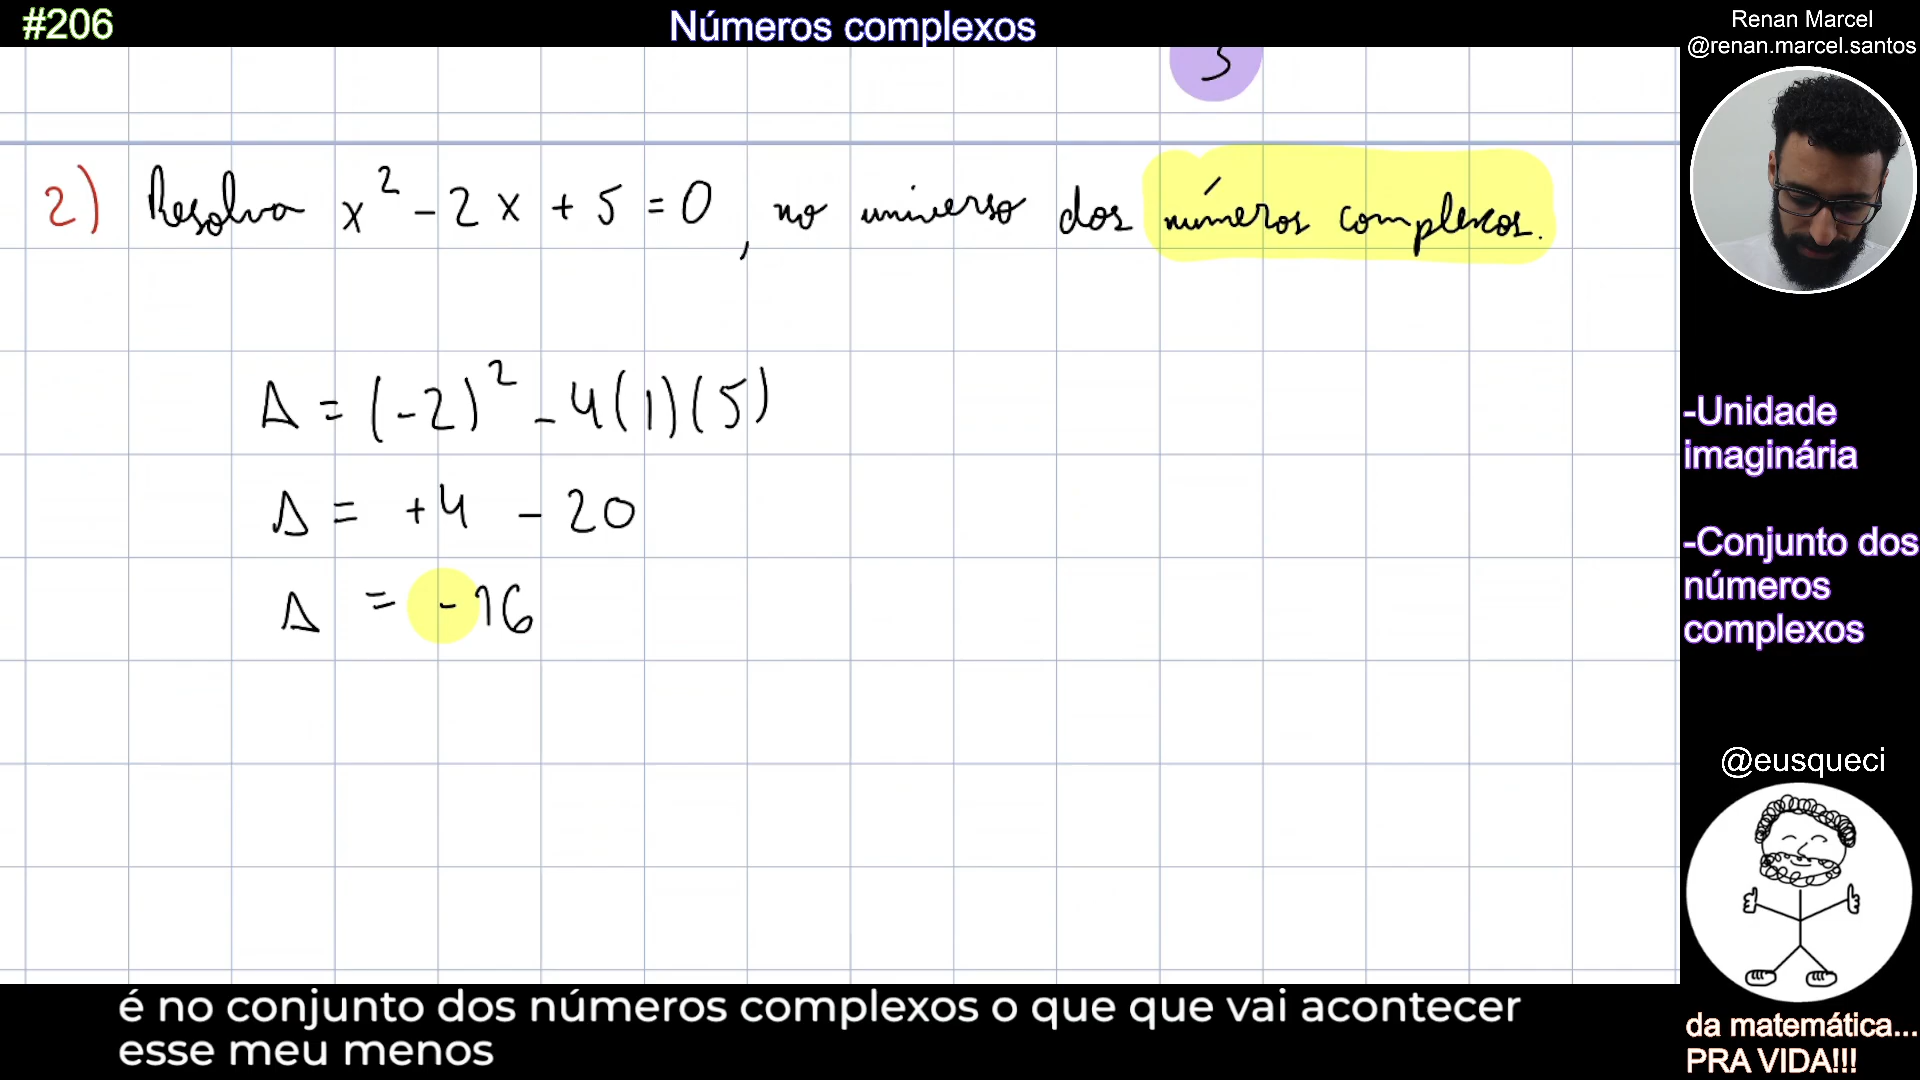 #206
Números complexos
Renan Marcel
@renan.marcel.santos
3
2) Resolva x² - 2x + 5 = 0, no universo dos números complexos.
Δ = (-2)² - 4(1)(5)
Δ = +4 - 20
Δ = -16
-Unidade
imaginária
-Conjunto dos
números
complexos
@eusqueci
da matemática...
PRA VIDA!!!
é no conjunto dos números complexos o que que vai acontecer
esse meu menos